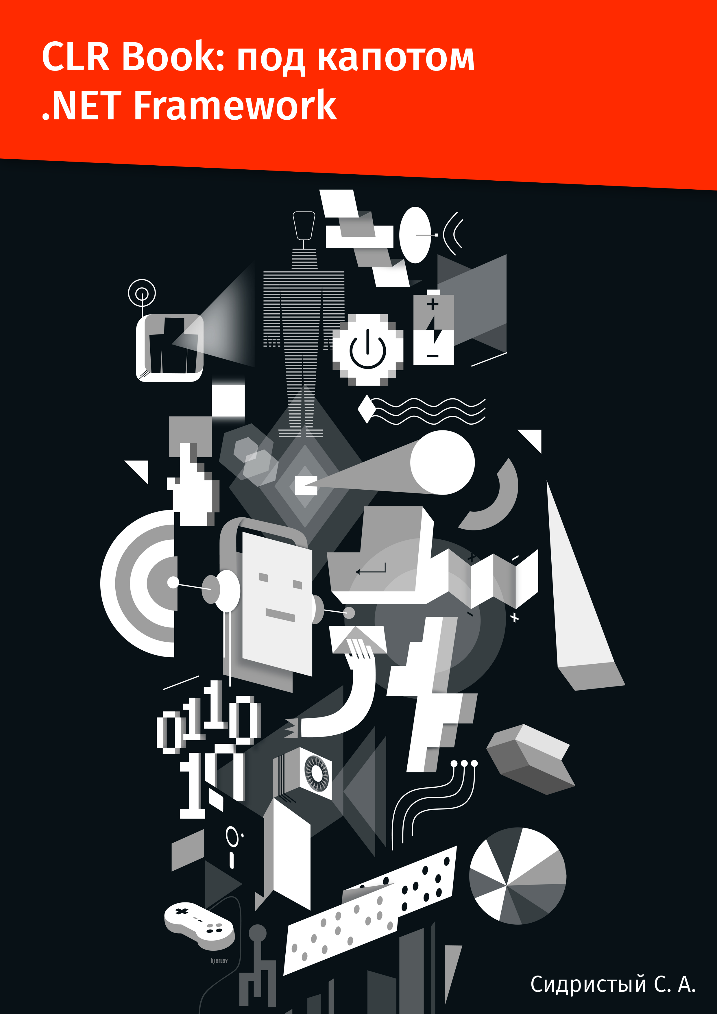 CLR Book: под капотом
.NET Framework
0110
10
Сидристый С. А.